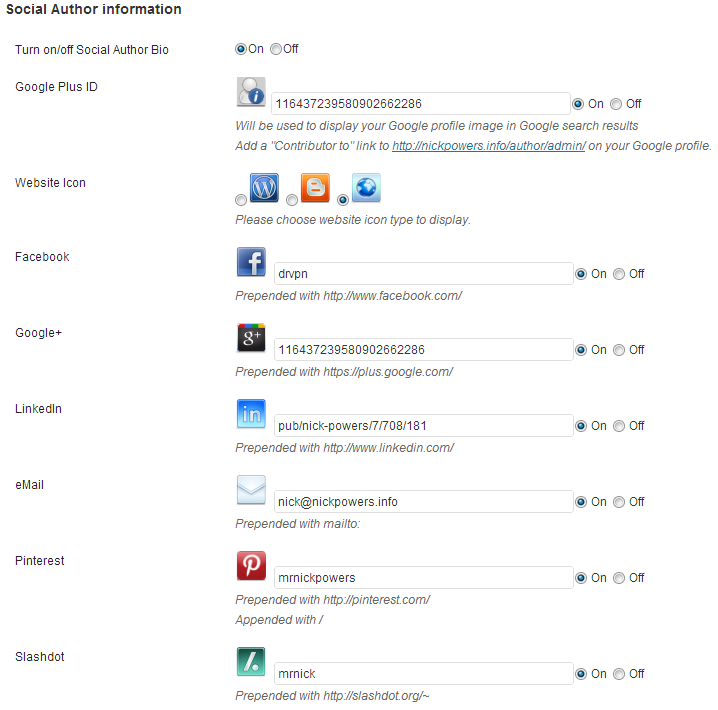 Social Author information
Turn on/off Social Author Bio On Off
Google Plus ID 116437239580902662286 On Off
Will be used to display your Google profile image in Google search results
Add a "Contributor to" link to http://nickpowers.info/author/admin/ on your Google profile.
Website Icon
Please choose website icon type to display.
Facebook drvpn On Off
Prepended with http://www.facebook.com/
Google+ g+ 116437239580902662286 On Off
Prepended with https://plus.google.com/
LinkedIn in pub/nick-powers/7/708/181 On Off
Prepended with http://www.linkedin.com/
eMail nick@nickpowers.info On Off
Prepended with mailto:
Pinterest mrnickpowers On Off
Prepended with http://pinterest.com/
Appended with /
Slashdot mrnick On Off
Prepended with http://slashdot.org/~